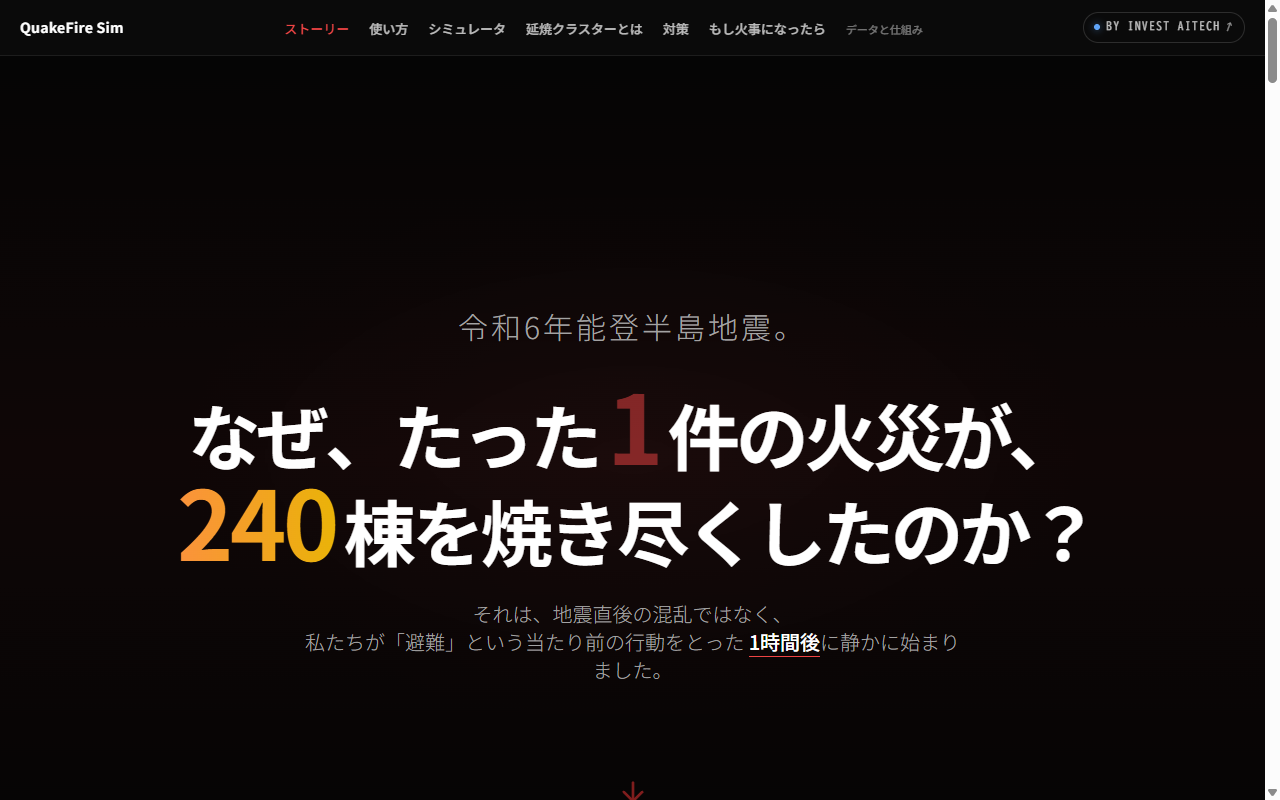 QuakeFire Sim
ストーリー 使い方 シミュレータ 延焼クラスターとは 対策 もし火事になったら データと仕組み
BY INVEST AITECH ↗
令和6年能登半島地震。
なぜ、たった1件の火災が、
240棟を焼き尽くしたのか？
それは、地震直後の混乱ではなく、
私たちが「避難」という当たり前の行動をとった 1時間後に静かに始まり
ました。